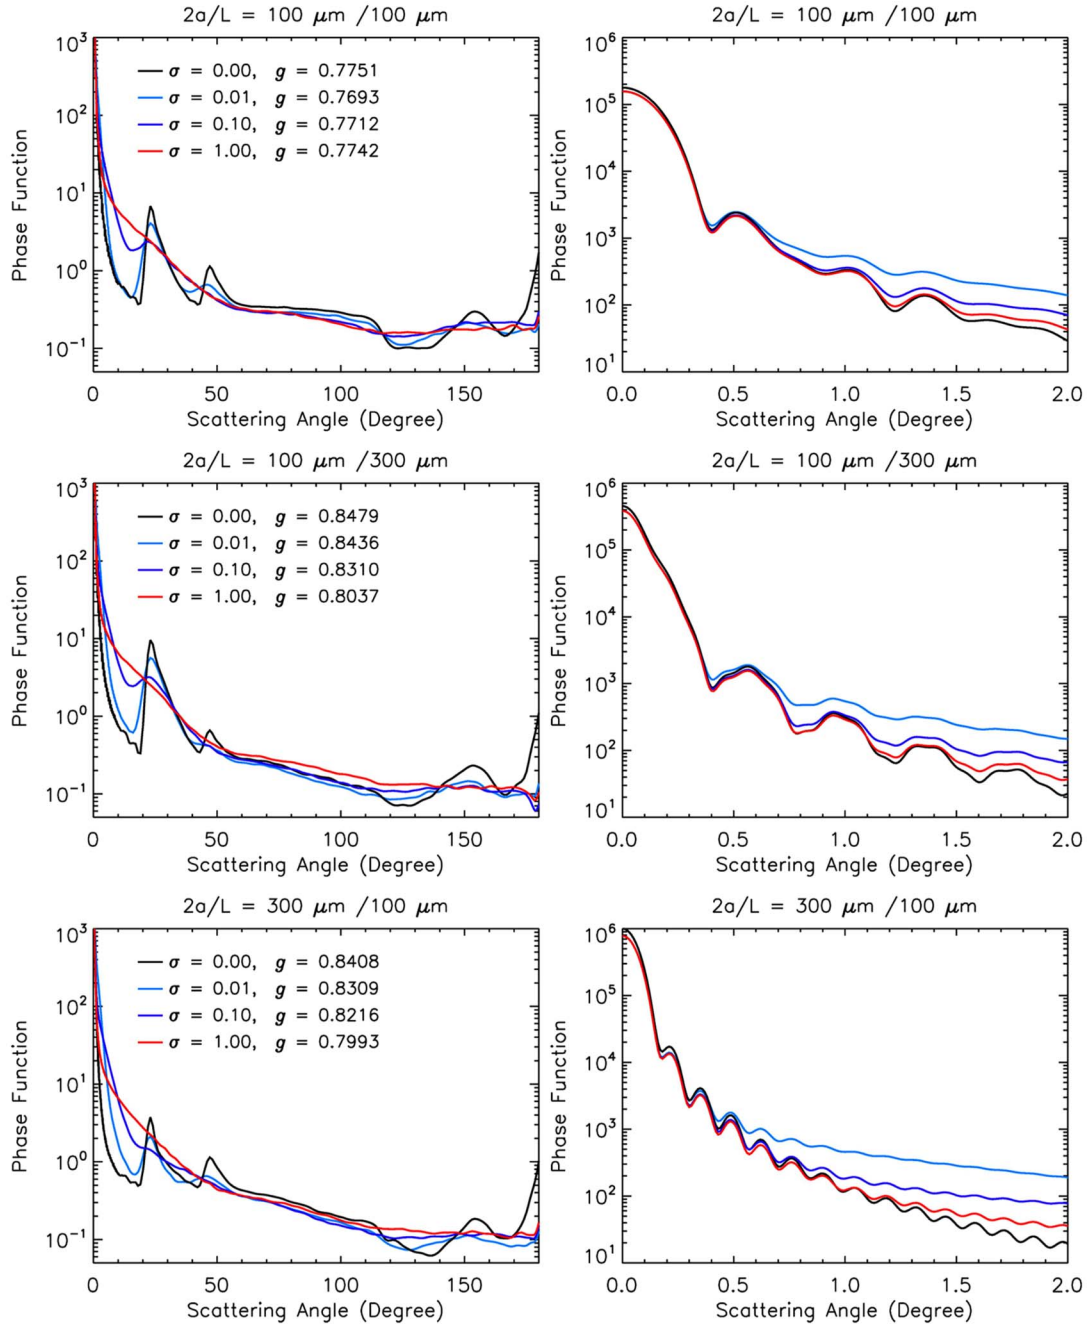 2a/L = 100 μm /100 μm
Phase Function
10³
10²
10¹
10⁰
10⁻¹
σ = 0.00, g = 0.7751
σ = 0.01, g = 0.7693
σ = 0.10, g = 0.7712
σ = 1.00, g = 0.7742
0 50 100 150
Scattering Angle (Degree)
2a/L = 100 μm /100 μm
Phase Function
10⁶
10⁵
10⁴
10³
10²
10¹
0.0 0.5 1.0 1.5 2.0
Scattering Angle (Degree)
2a/L = 100 μm /300 μm
Phase Function
10³
10²
10¹
10⁰
10⁻¹
σ = 0.00, g = 0.8479
σ = 0.01, g = 0.8436
σ = 0.10, g = 0.8310
σ = 1.00, g = 0.8037
0 50 100 150
Scattering Angle (Degree)
2a/L = 100 μm /300 μm
Phase Function
10⁶
10⁵
10⁴
10³
10²
10¹
0.0 0.5 1.0 1.5 2.0
Scattering Angle (Degree)
2a/L = 300 μm /100 μm
Phase Function
10³
10²
10¹
10⁰
10⁻¹
σ = 0.00, g = 0.8408
σ = 0.01, g = 0.8309
σ = 0.10, g = 0.8216
σ = 1.00, g = 0.7993
0 50 100 150
Scattering Angle (Degree)
2a/L = 300 μm /100 μm
Phase Function
10⁶
10⁵
10⁴
10³
10²
10¹
0.0 0.5 1.0 1.5 2.0
Scattering Angle (Degree)